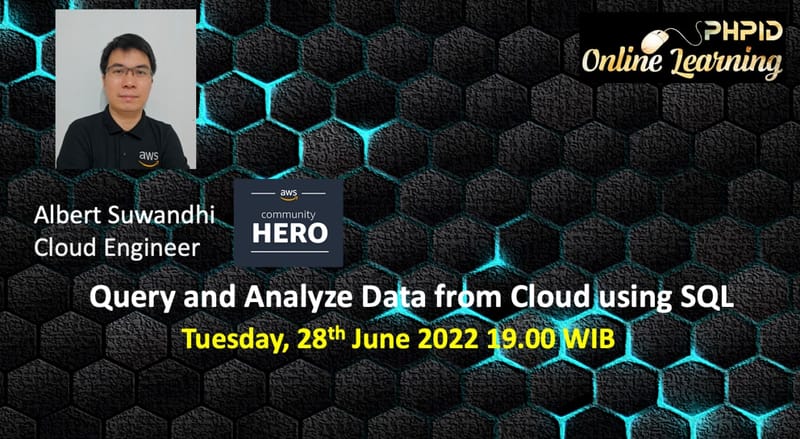 PHPID
Online Learning
aws
Albert Suwandhi
Cloud Engineer
aws
community
HERO
Query and Analyze Data from Cloud using SQL
Tuesday, 28th June 2022 19.00 WIB